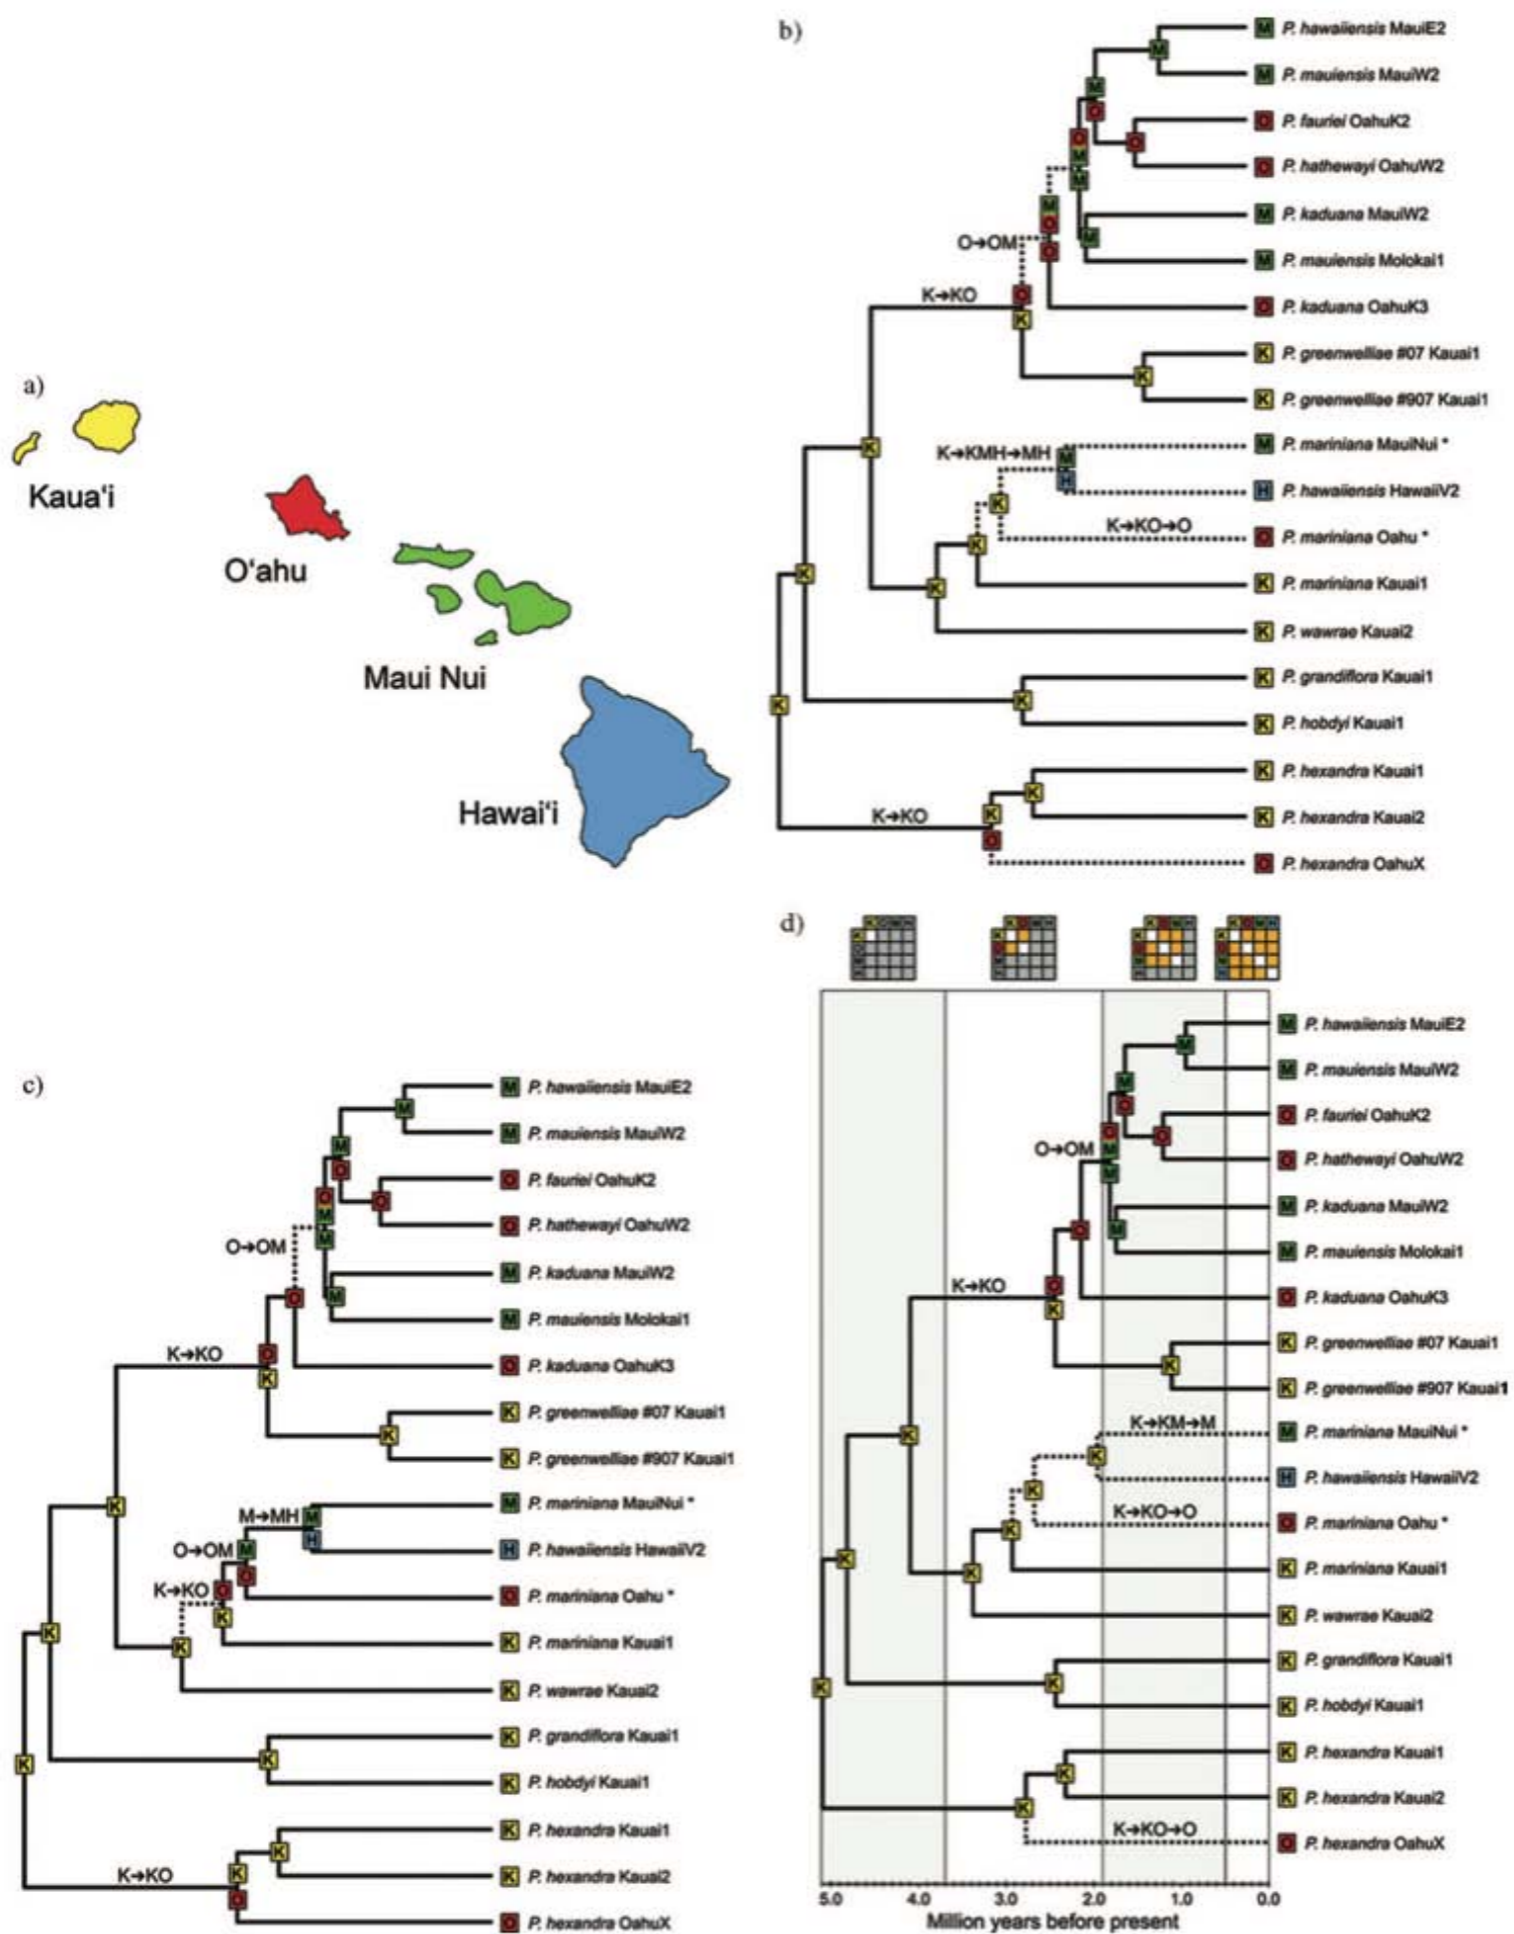 a)
Kaua‘i
O‘ahu
Maui Nui
Hawai‘i
b)
M P. hawaiiensis MauiE2
M
M P. mauiensis MauiW2
M
O
O P. fauriei OahuK2
O
O P. hathewayi OahuW2
O
M
M
M P. kaduana MauiW2
M
M P. mauiensis Molokai1
M
O
O
O→OM
O P. kaduana OahuK3
K→KO
O
K
K P. greenwelliae #07 Kauai1
K
K P. greenwelliae #907 Kauai1
K
K→KMH→MH
M
H
M P. mariniana MauiNui *
H P. hawaiiensis HawaiiV2
K
K→KO→O
O P. mariniana Oahu *
K
K P. mariniana Kauai1
K
K P. wawrae Kauai2
K
K P. grandiflora Kauai1
K
K P. hobdyi Kauai1
K
K P. hexandra Kauai1
K
K P. hexandra Kauai2
K→KO
K
O
O P. hexandra OahuX
c)
M P. hawaiiensis MauiE2
M
M P. mauiensis MauiW2
M
O
O P. fauriei OahuK2
O
O P. hathewayi OahuW2
O
M
M
O→OM
M P. kaduana MauiW2
M
M P. mauiensis Molokai1
O
K→KO
O
K
O P. kaduana OahuK3
K P. greenwelliae #07 Kauai1
K
K P. greenwelliae #907 Kauai1
K
M→MH
M
H
M P. mariniana MauiNui *
H P. hawaiiensis HawaiiV2
O→OM
M
O
O P. mariniana Oahu *
K→KO
O
K
K P. mariniana Kauai1
K
K P. wawrae Kauai2
K
K P. grandiflora Kauai1
K
K P. hobdyi Kauai1
K
K P. hexandra Kauai1
K
K P. hexandra Kauai2
K→KO
K
O
O P. hexandra OahuX
d)
K O M H
K O M H
K O M H
K O M H
M P. hawaiiensis MauiE2
M
M P. mauiensis MauiW2
M
O
O P. fauriei OahuK2
O
O P. hathewayi OahuW2
O→OM
O
M
M
M P. kaduana MauiW2
M
M P. mauiensis Molokai1
O
O P. kaduana OahuK3
K→KO
O
K
K P. greenwelliae #07 Kauai1
K
K P. greenwelliae #907 Kauai1
K
K→KM→M
M P. mariniana MauiNui *
K
H P. hawaiiensis HawaiiV2
K
K→KO→O
O P. mariniana Oahu *
K
K P. mariniana Kauai1
K
K P. wawrae Kauai2
K
K P. grandiflora Kauai1
K
K P. hobdyi Kauai1
K
K P. hexandra Kauai1
K
K P. hexandra Kauai2
K
K→KO→O
O P. hexandra OahuX
5.0 4.0 3.0 2.0 1.0 0.0
Million years before present